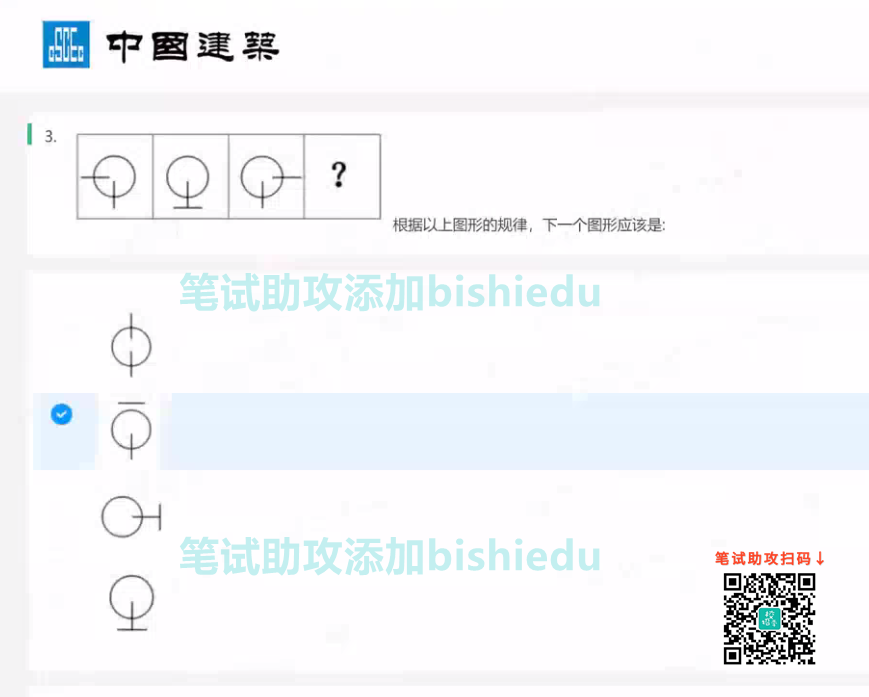 中國建築
3.
?
根据以上图形的规律，下一个图形应该是:
笔试助攻添加bishiedu
笔试助攻添加bishiedu
笔试助攻扫码↓